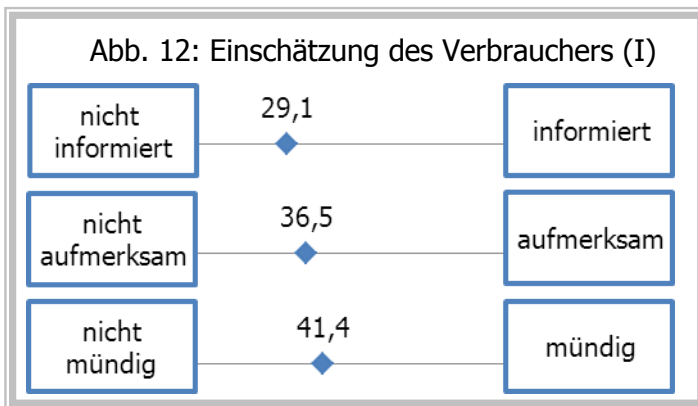 Abb. 12: Einschätzung des Verbrauchers (I)
nicht
informiert
29,1
informiert
nicht
aufmerksam
36,5
aufmerksam
nicht
mündig
41,4
mündig